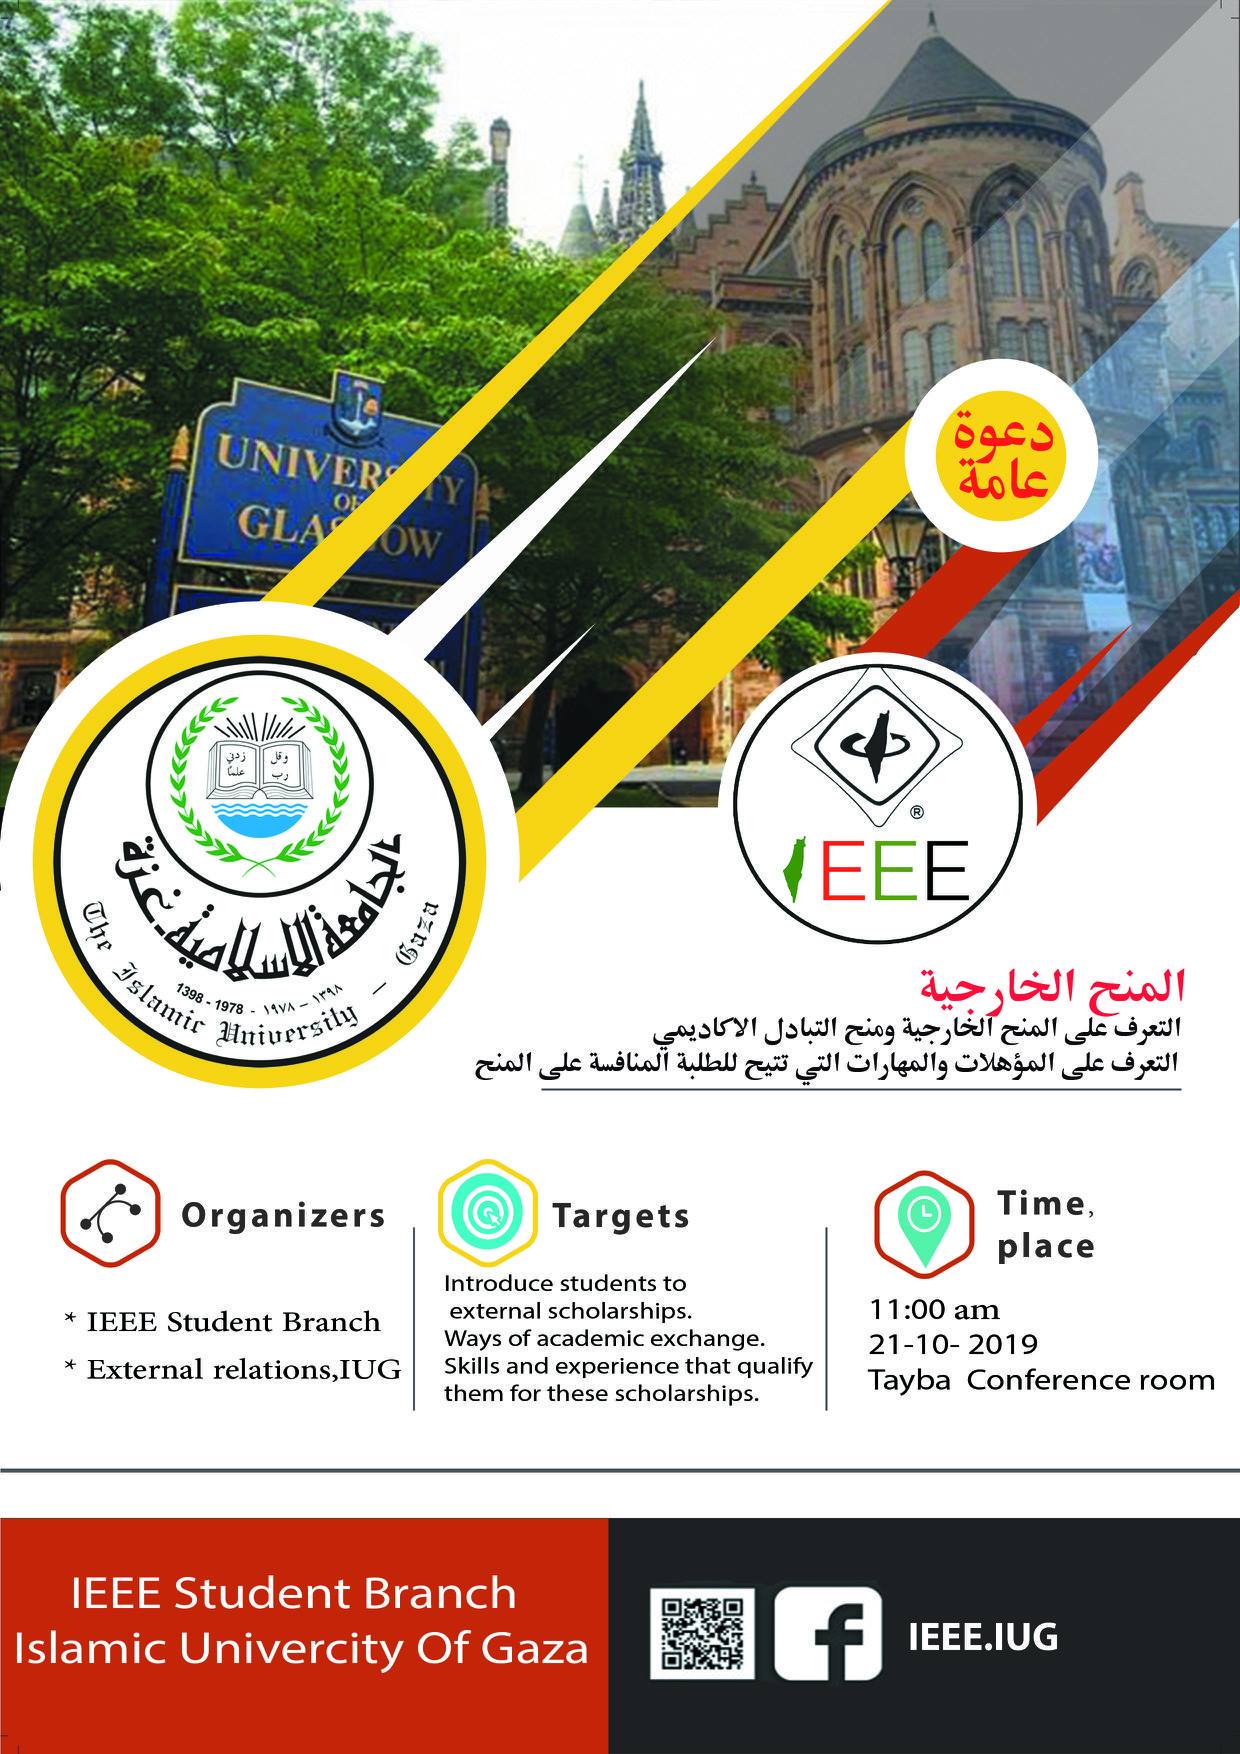 UNIVERSITY
OF
GLASGOW
دعوة
عامة
وقل
رب
زدني
علما
الجامعة الإسلامية - غزة
1398 - 1978 - ١٩٧٨ - ١٣٩٨
The Islamic University - Gaza
®
EEE
المنح الخارجية
التعرف على المنح الخارجية ومنح التبادل الاكاديمي
التعرف على المؤهلات والمهارات التي تتيح للطلبة المنافسة على المنح
Organizers
* IEEE Student Branch
* External relations,IUG
Targets
Introduce students to
external scholarships.
Ways of academic exchange.
Skills and experience that qualify
them for these scholarships.
Time,
place
11:00 am
21-10- 2019
Tayba Conference room
IEEE Student Branch
Islamic Univercity Of Gaza
f
IEEE.IUG